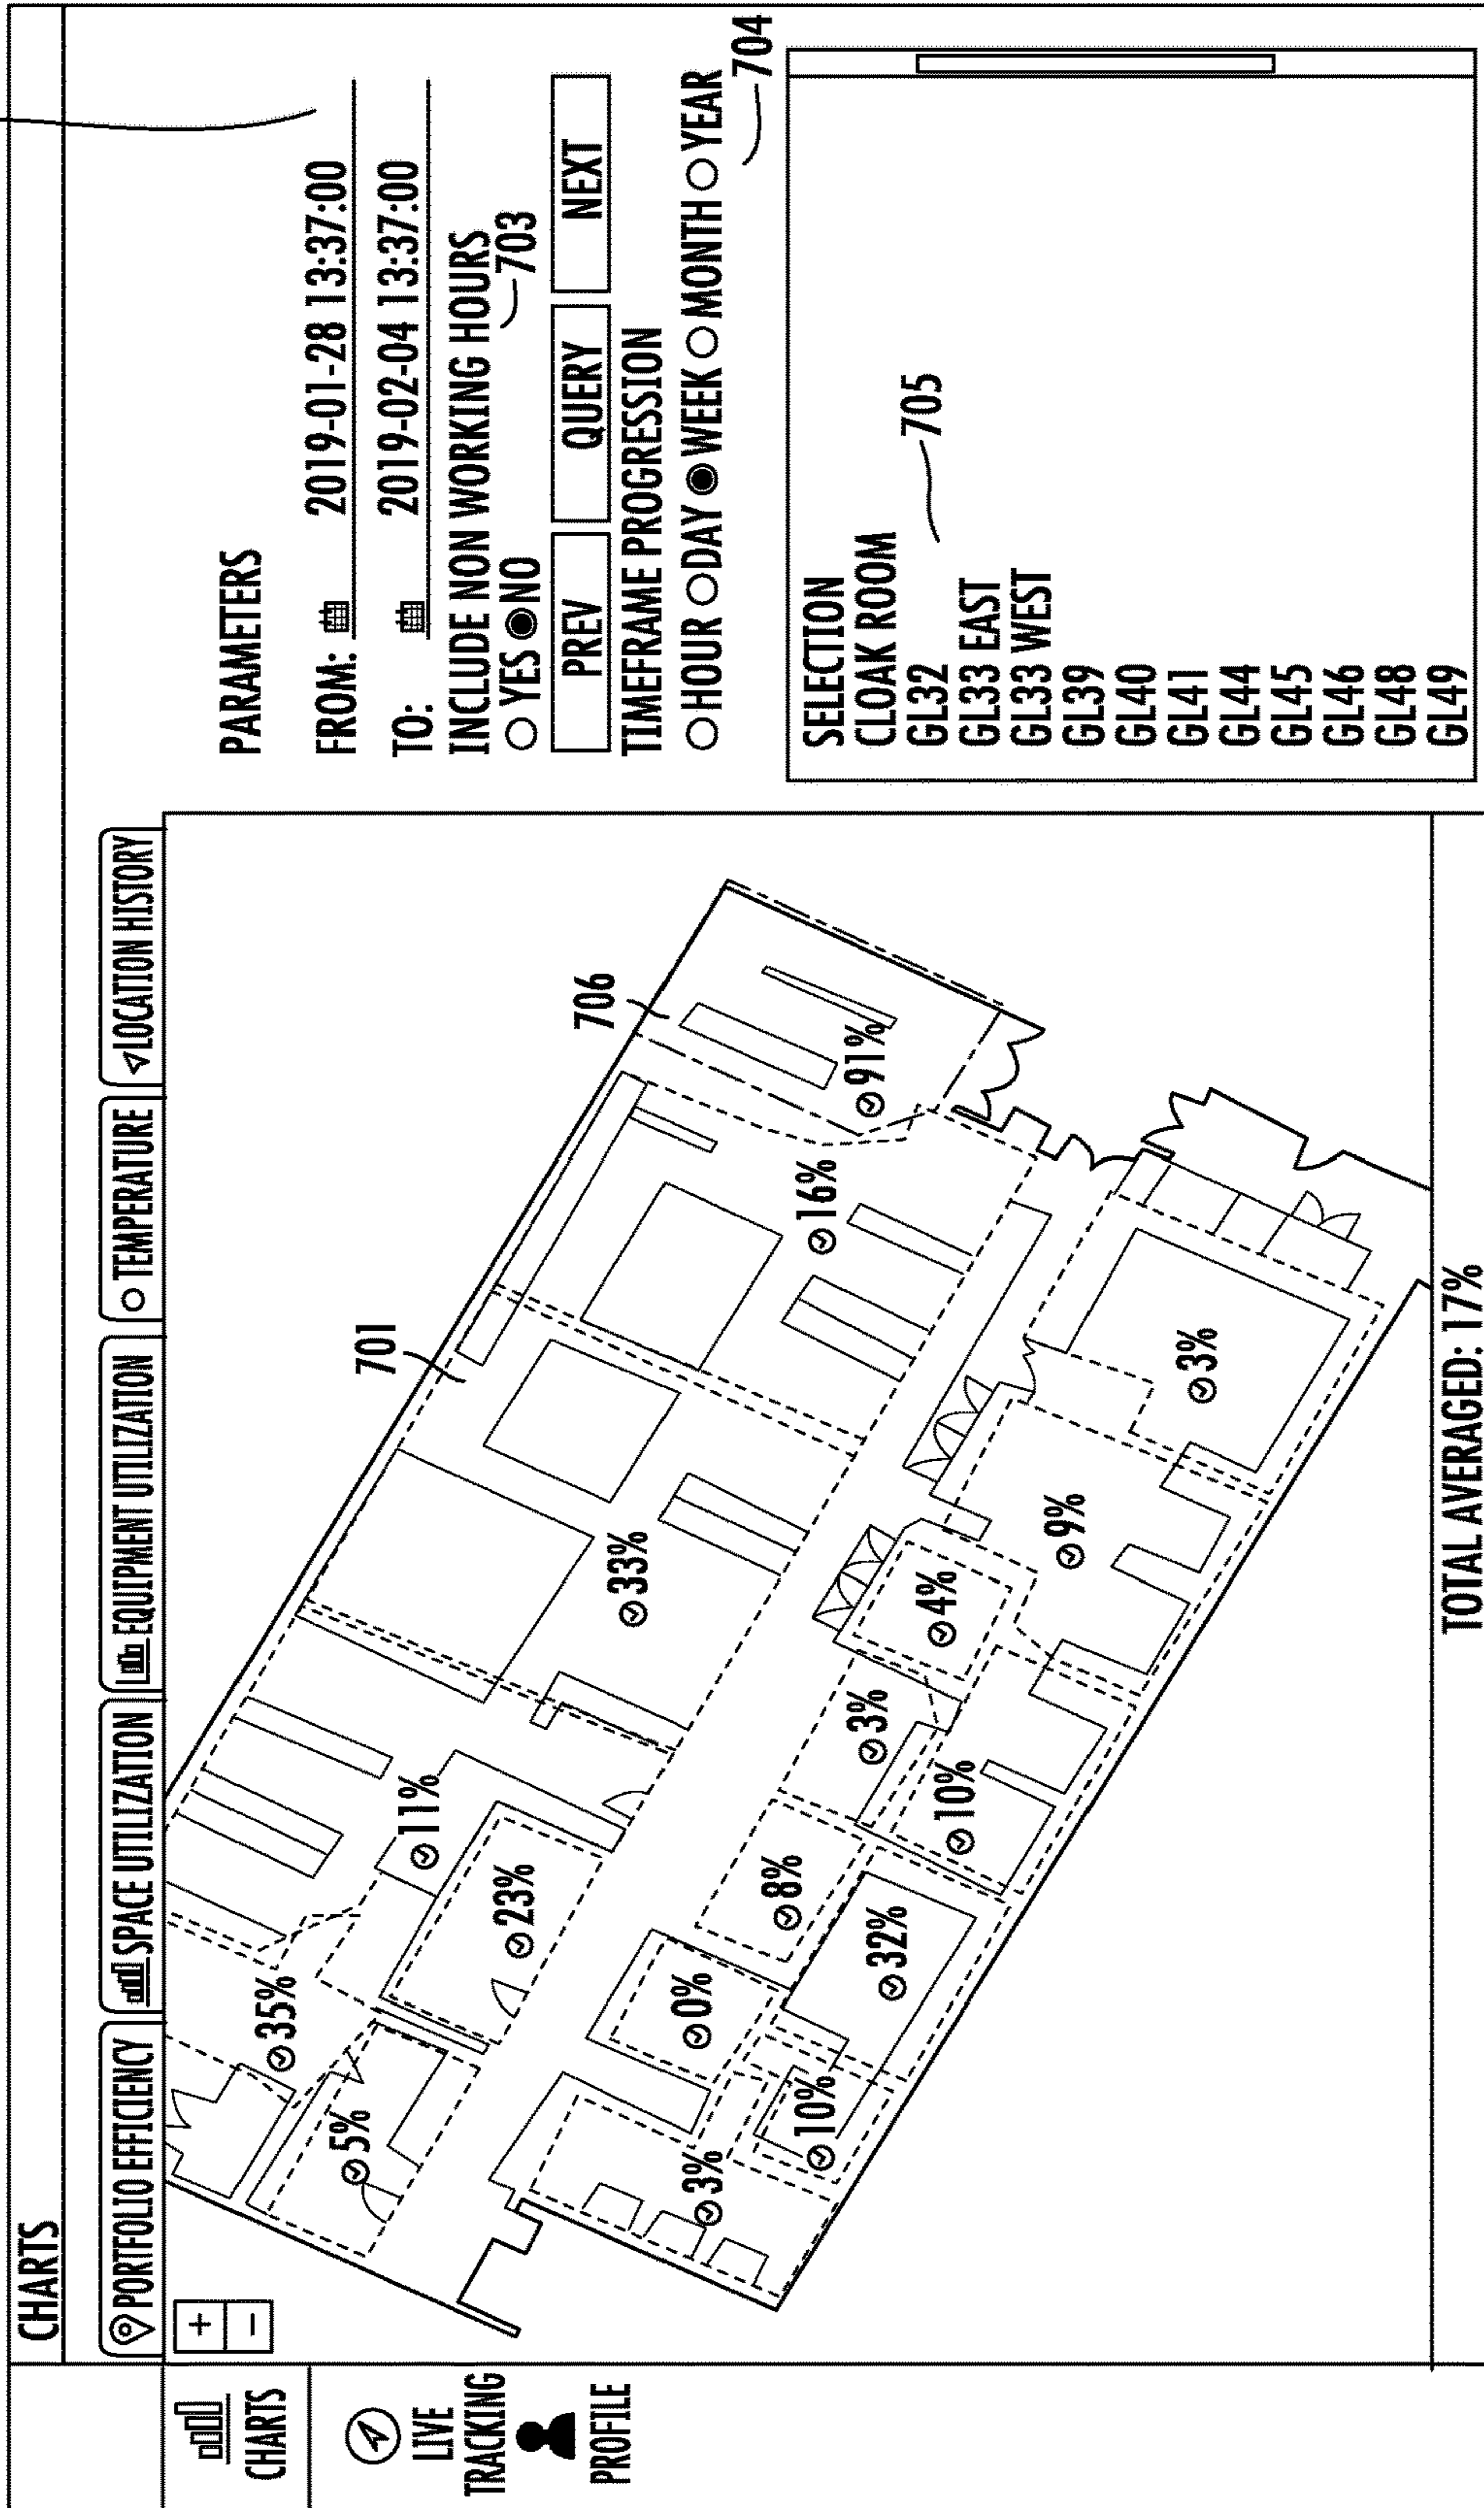 CHARTS
CHARTS
LIVE
TRACKING
PROFILE
PORTFOLIO EFFICIENCY
SPACE UTILIZATION
EQUIPMENT UTILIZATION
TEMPERATURE
LOCATION HISTORY
+
−
35%
5%
11%
23%
701
33%
706
16%
91%
0%
3%
8%
10%
3%
32%
4%
10%
9%
3%
TOTAL AVERAGED: 17%
PARAMETERS
FROM: 2019-01-28 13:37:00
TO: 2019-02-04 13:37:00
INCLUDE NON WORKING HOURS
YES NO
703
PREV QUERY NEXT
TIMEFRAME PROGRESSION
HOUR DAY WEEK MONTH YEAR
704
SELECTION
CLOAK ROOM
GL32
705
GL33 EAST
GL33 WEST
GL39
GL40
GL41
GL44
GL45
GL46
GL48
GL49